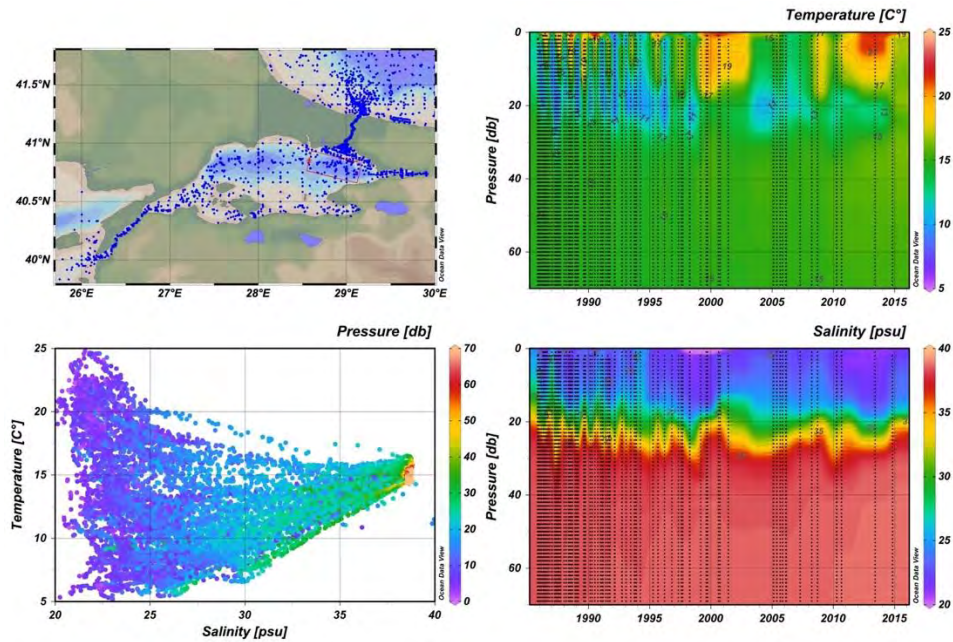 41.5°N
41°N
40.5°N
40°N
26°E 27°E 28°E 29°E 30°E
Ocean Data View
Temperature [C°]
0
20
40
60
Pressure [db]
1990 1995 2000 2005 2010 2015
25
20
15
10
5
Ocean Data View
Pressure [db]
25
20
15
10
5
Temperature [C°]
20 25 30 35 40
Salinity [psu]
70
60
50
40
30
20
10
0
Ocean Data View
Salinity [psu]
0
20
40
60
Pressure [db]
1990 1995 2000 2005 2010 2015
40
35
30
25
20
Ocean Data View